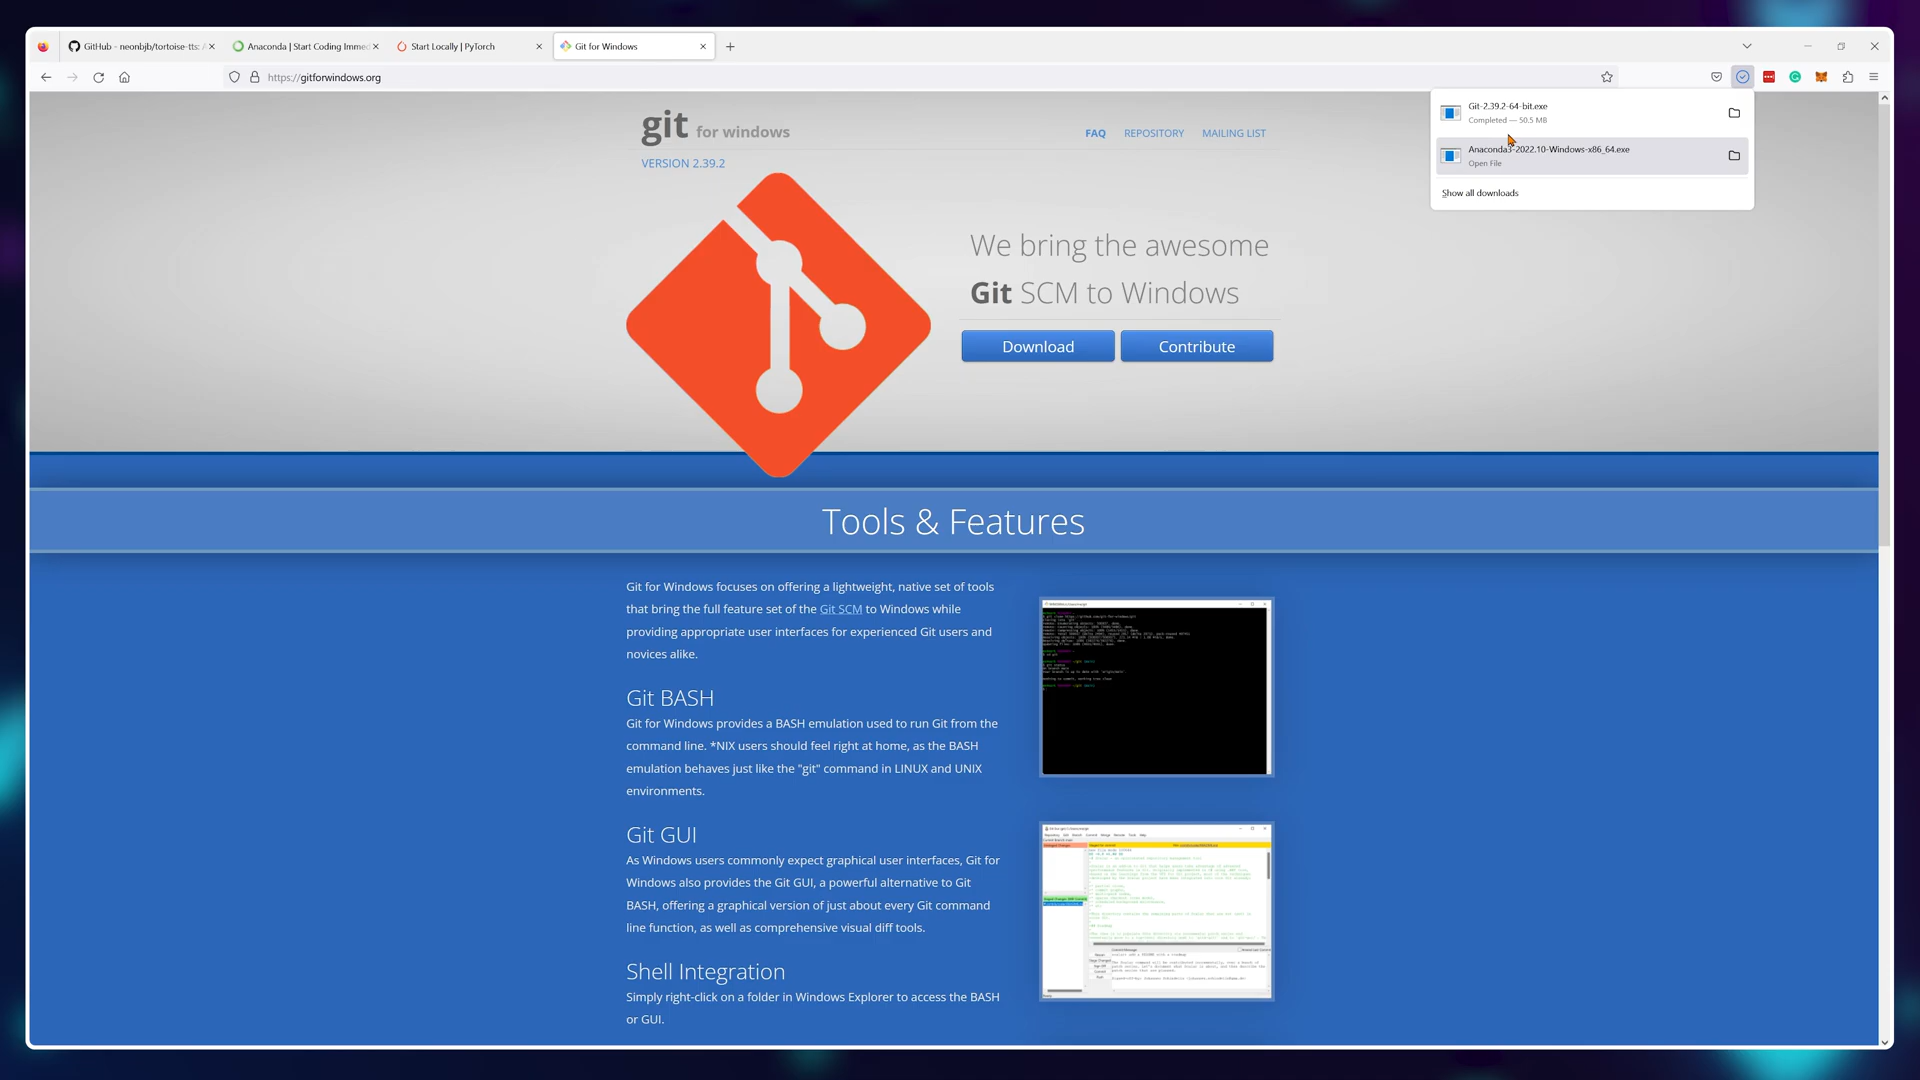 GitHub - neonbjb/tortoise-tts: A
Anaconda | Start Coding Immed
Start Locally | PyTorch
Git for Windows
https://gitforwindows.org
Git-2.39.2-64-bit.exe
Completed — 50.5 MB
Anaconda3-2022.10-Windows-x86_64.exe
Open File
Show all downloads
git for windows
FAQ
REPOSITORY
MAILING LIST
VERSION 2.39.2
We bring the awesome
Git SCM to Windows
Download
Contribute
Tools & Features
Git for Windows focuses on offering a lightweight, native set of tools
that bring the full feature set of the Git SCM to Windows while
providing appropriate user interfaces for experienced Git users and
novices alike.
Git BASH
Git for Windows provides a BASH emulation used to run Git from the
command line. *NIX users should feel right at home, as the BASH
emulation behaves just like the "git" command in LINUX and UNIX
environments.
Git GUI
As Windows users commonly expect graphical user interfaces, Git for
Windows also provides the Git GUI, a powerful alternative to Git
BASH, offering a graphical version of just about every Git command
line function, as well as comprehensive visual diff tools.
Shell Integration
Simply right-click on a folder in Windows Explorer to access the BASH
or GUI.